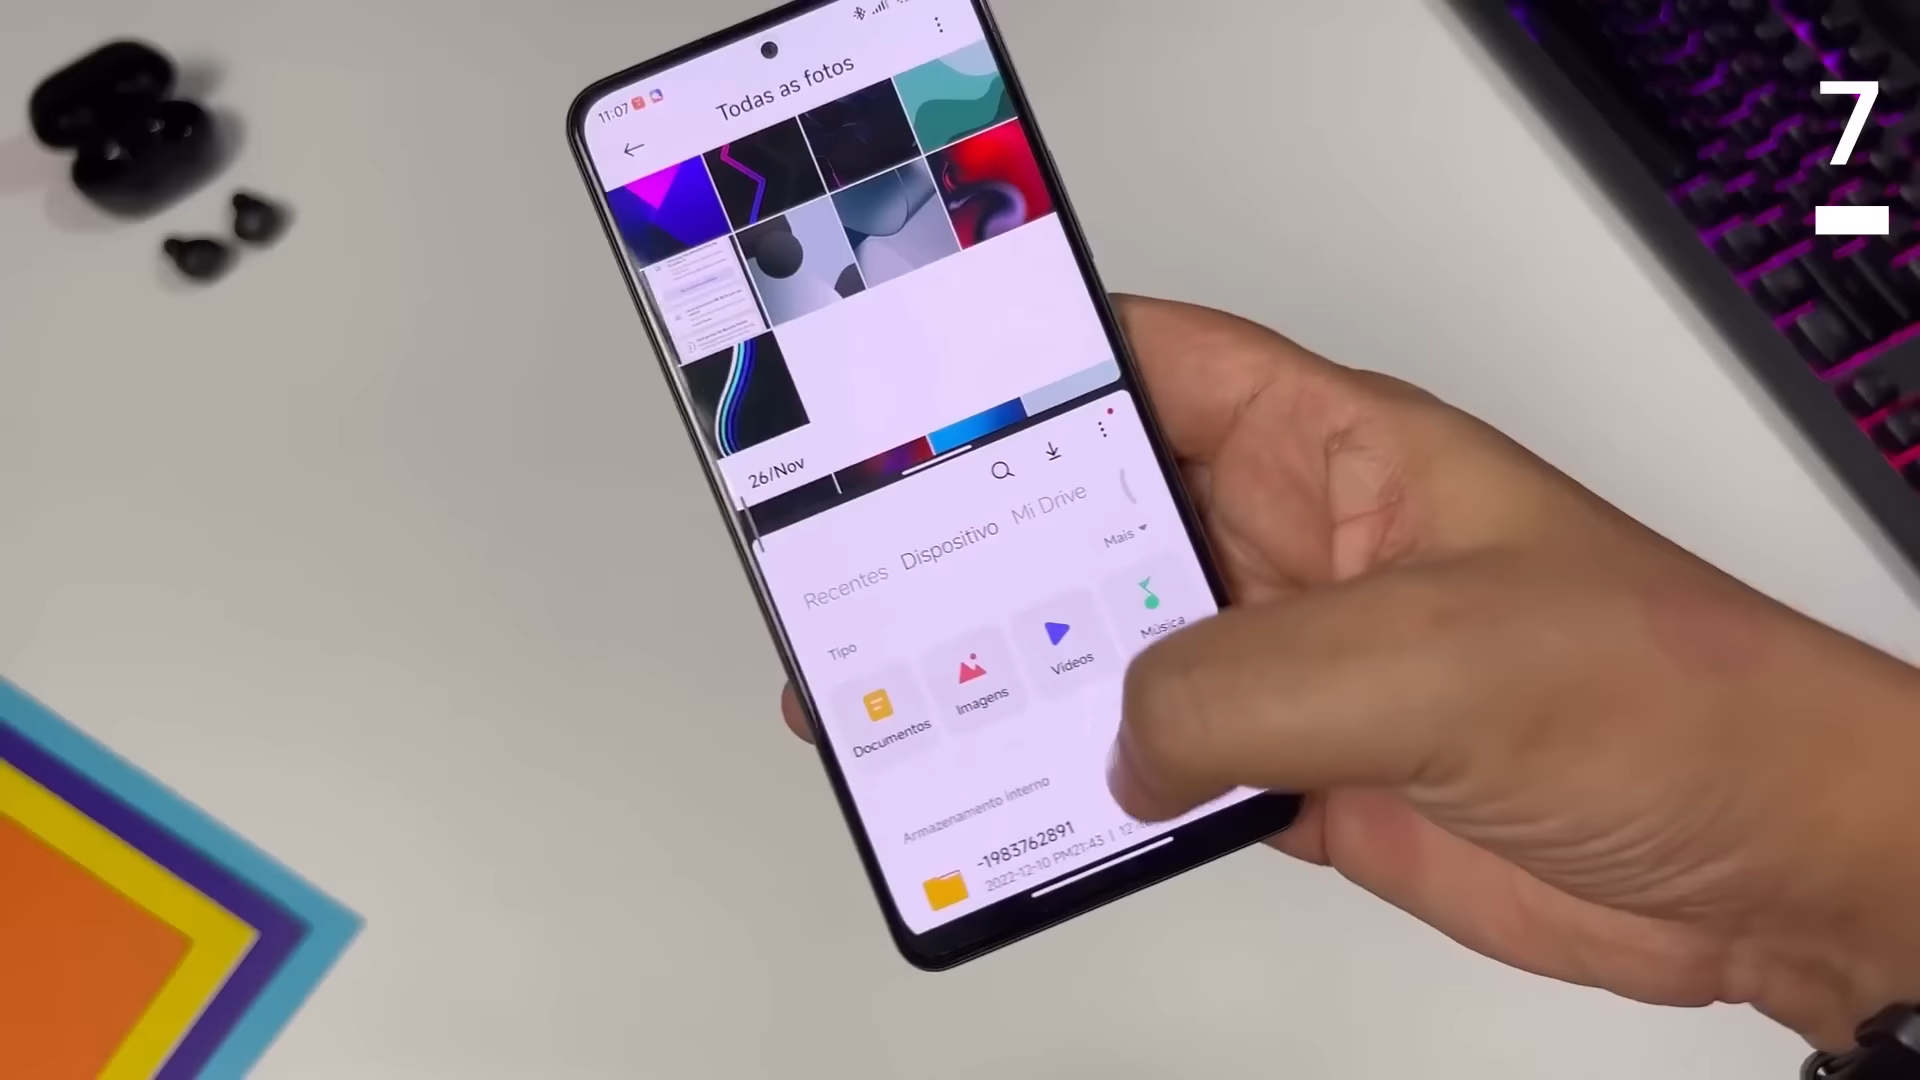 7
11:07
Todas as fotos
26/Nov
Recentes Dispositivo Mi Drive
Mais
Tipo
Documentos Imagens Vídeos Música
Armazenamento interno
-1983762891
2022-12-10 PM21:43 | 12